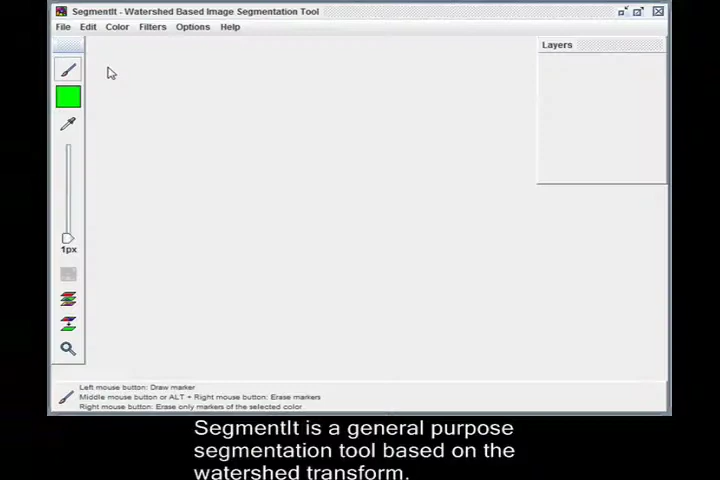 SegmentIt - Watershed Based Image Segmentation Tool
File Edit Color Filters Options Help
Layers
1px
Left mouse button: Draw marker
Middle mouse button or ALT + Right mouse button: Erase markers
Right mouse button: Erase only markers of the selected color
SegmentIt is a general purpose
segmentation tool based on the
watershed transform.